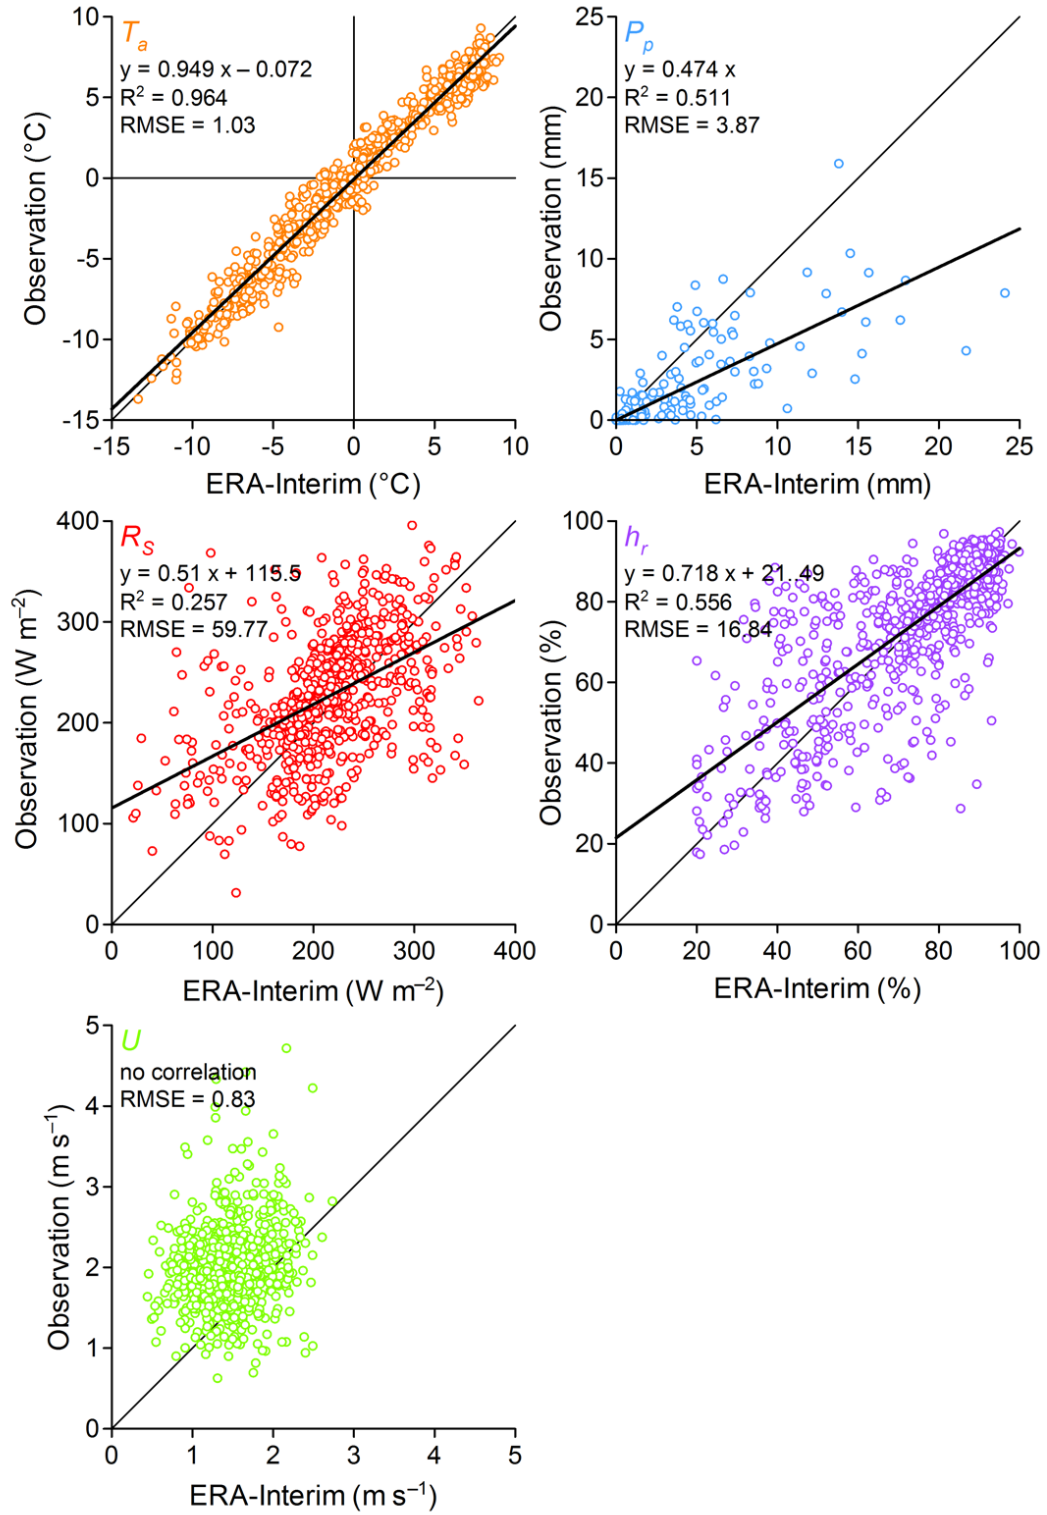 T_a
y = 0.949 x – 0.072
R² = 0.964
RMSE = 1.03
Observation (°C)
10
5
0
-5
-10
-15
-15 -10 -5 0 5 10
ERA-Interim (°C)
P_p
y = 0.474 x
R² = 0.511
RMSE = 3.87
Observation (mm)
25
20
15
10
5
0
0 5 10 15 20 25
ERA-Interim (mm)
R_S
y = 0.51 x + 115.5
R² = 0.257
RMSE = 59.77
Observation (W m⁻²)
400
300
200
100
0
0 100 200 300 400
ERA-Interim (W m⁻²)
h_r
y = 0.718 x + 21.49
R² = 0.556
RMSE = 16.84
Observation (%)
100
80
60
40
20
0
0 20 40 60 80 100
ERA-Interim (%)
U
no correlation
RMSE = 0.83
Observation (m s⁻¹)
5
4
3
2
1
0
0 1 2 3 4 5
ERA-Interim (m s⁻¹)